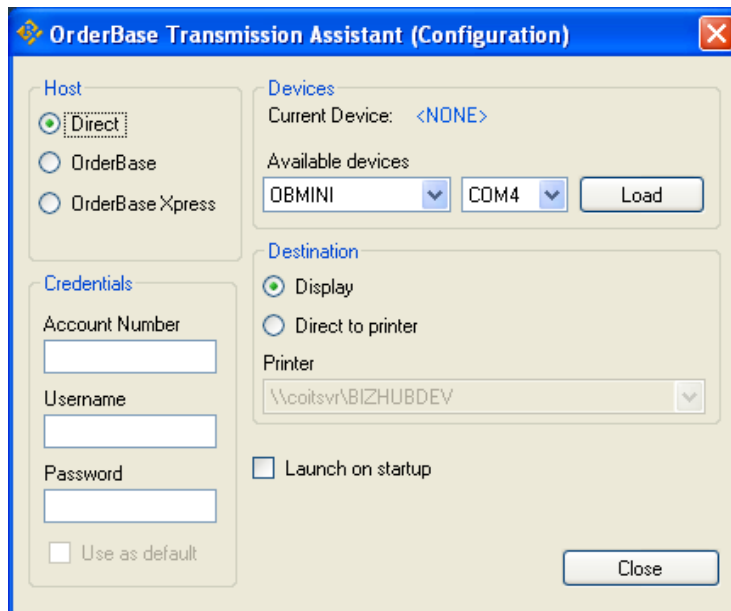 OrderBase Transmission Assistant (Configuration)
Host
Direct
OrderBase
OrderBase Xpress
Devices
Current Device: <NONE>
Available devices
OBMINI COM4 Load
Destination
Display
Direct to printer
Printer
\\coitsvr\BIZHUBDEV
Credentials
Account Number
Username
Password
Use as default
Launch on startup
Close